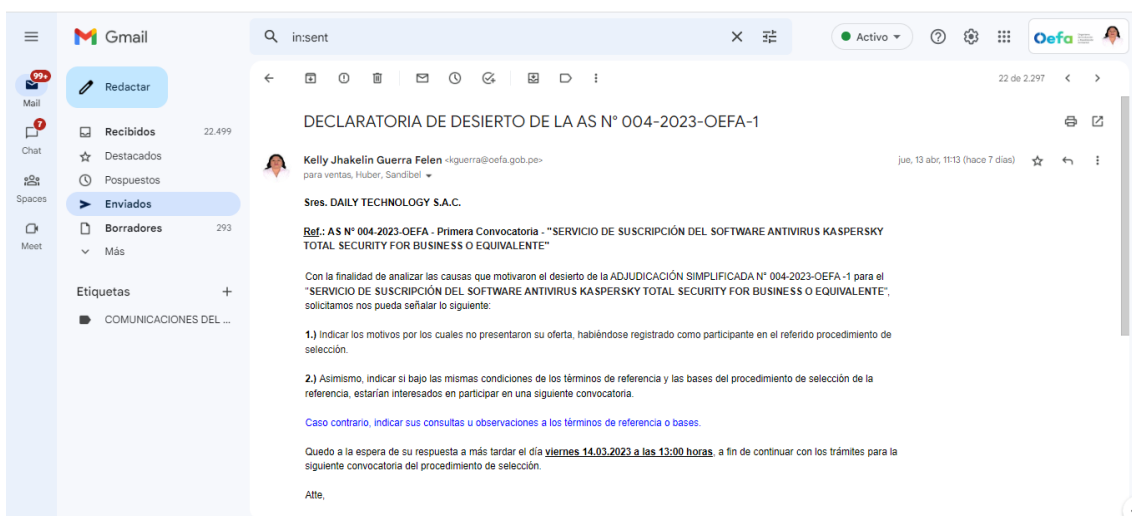 Gmail
in:sent
Activo
Oefa
99+
Mail
Redactar
22 de 2.297
7
Chat
Recibidos 22.499
DECLARATORIA DE DESIERTO DE LA AS N° 004-2023-OEFA-1
Destacados
Kelly Jhakelin Guerra Felen <kguerra@oefa.gob.pe>
jue, 13 abr, 11:13 (hace 7 días)
para ventas, Huber, Sandibel
Spaces
Pospuestos
Enviados
Sres. DAILY TECHNOLOGY S.A.C.
Meet
Borradores 293
Más
Ref.: AS N° 004-2023-OEFA - Primera Convocatoria - "SERVICIO DE SUSCRIPCIÓN DEL SOFTWARE ANTIVIRUS KASPERSKY
TOTAL SECURITY FOR BUSINESS O EQUIVALENTE"
Etiquetas
COMUNICACIONES DEL ...
Con la finalidad de analizar las causas que motivaron el desierto de la ADJUDICACIÓN SIMPLIFICADA N° 004-2023-OEFA -1 para el
"SERVICIO DE SUSCRIPCIÓN DEL SOFTWARE ANTIVIRUS KASPERSKY TOTAL SECURITY FOR BUSINESS O EQUIVALENTE",
solicitamos nos pueda señalar lo siguiente:
1.) Indicar los motivos por los cuales no presentaron su oferta, habiéndose registrado como participante en el referido procedimiento de
selección.
2.) Asimismo, indicar si bajo las mismas condiciones de los términos de referencia y las bases del procedimiento de selección de la
referencia, estarían interesados en participar en una siguiente convocatoria.
Caso contrario, indicar sus consultas u observaciones a los términos de referencia o bases.
Quedo a la espera de su respuesta a más tardar el día viernes 14.03.2023 a las 13:00 horas, a fin de continuar con los trámites para la
siguiente convocatoria del procedimiento de selección.
Atte,